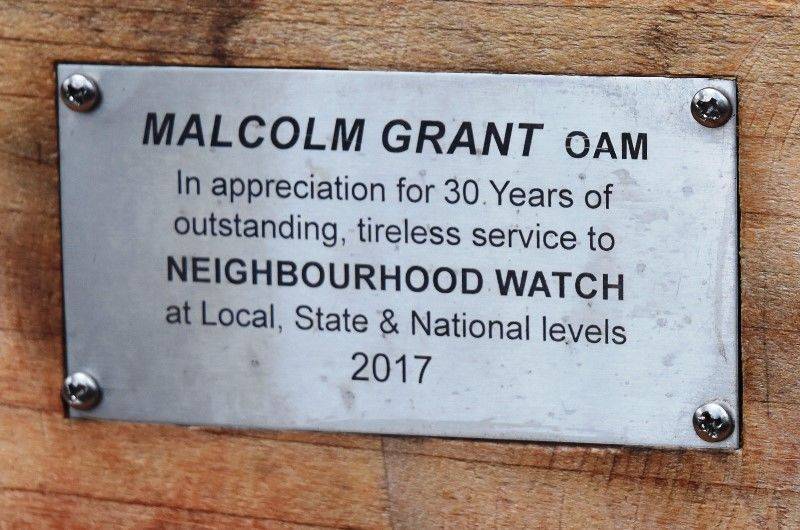 MALCOLM GRANT OAM
In appreciation for 30 Years of
outstanding, tireless service to
NEIGHBOURHOOD WATCH
at Local, State & National levels
2017